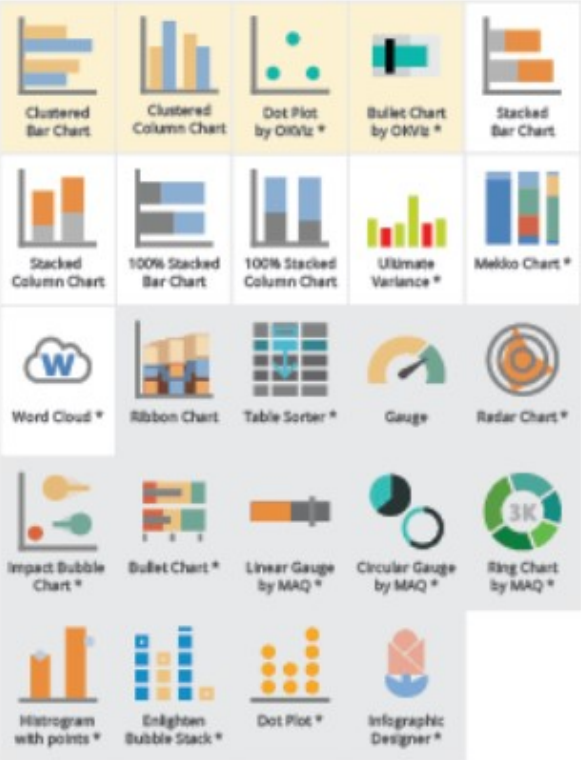 Clustered
Bar Chart
Clustered
Column Chart
Dot Plot
by OKViz *
Bullet Chart
by OKViz *
Stacked
Bar Chart
Stacked
Column Chart
100% Stacked
Bar Chart
100% Stacked
Column Chart
Ultimate
Variance *
Mekko Chart *
W
Word Cloud *
Ribbon Chart
Table Sorter *
Gauge
Radar Chart *
Impact Bubble
Chart *
Bullet Chart *
Linear Gauge
by MAQ *
Circular Gauge
by MAQ *
3K
Ring Chart
by MAQ *
Histrogram
with points *
Enlighten
Bubble Stack *
Dot Plot *
Infographic
Designer *